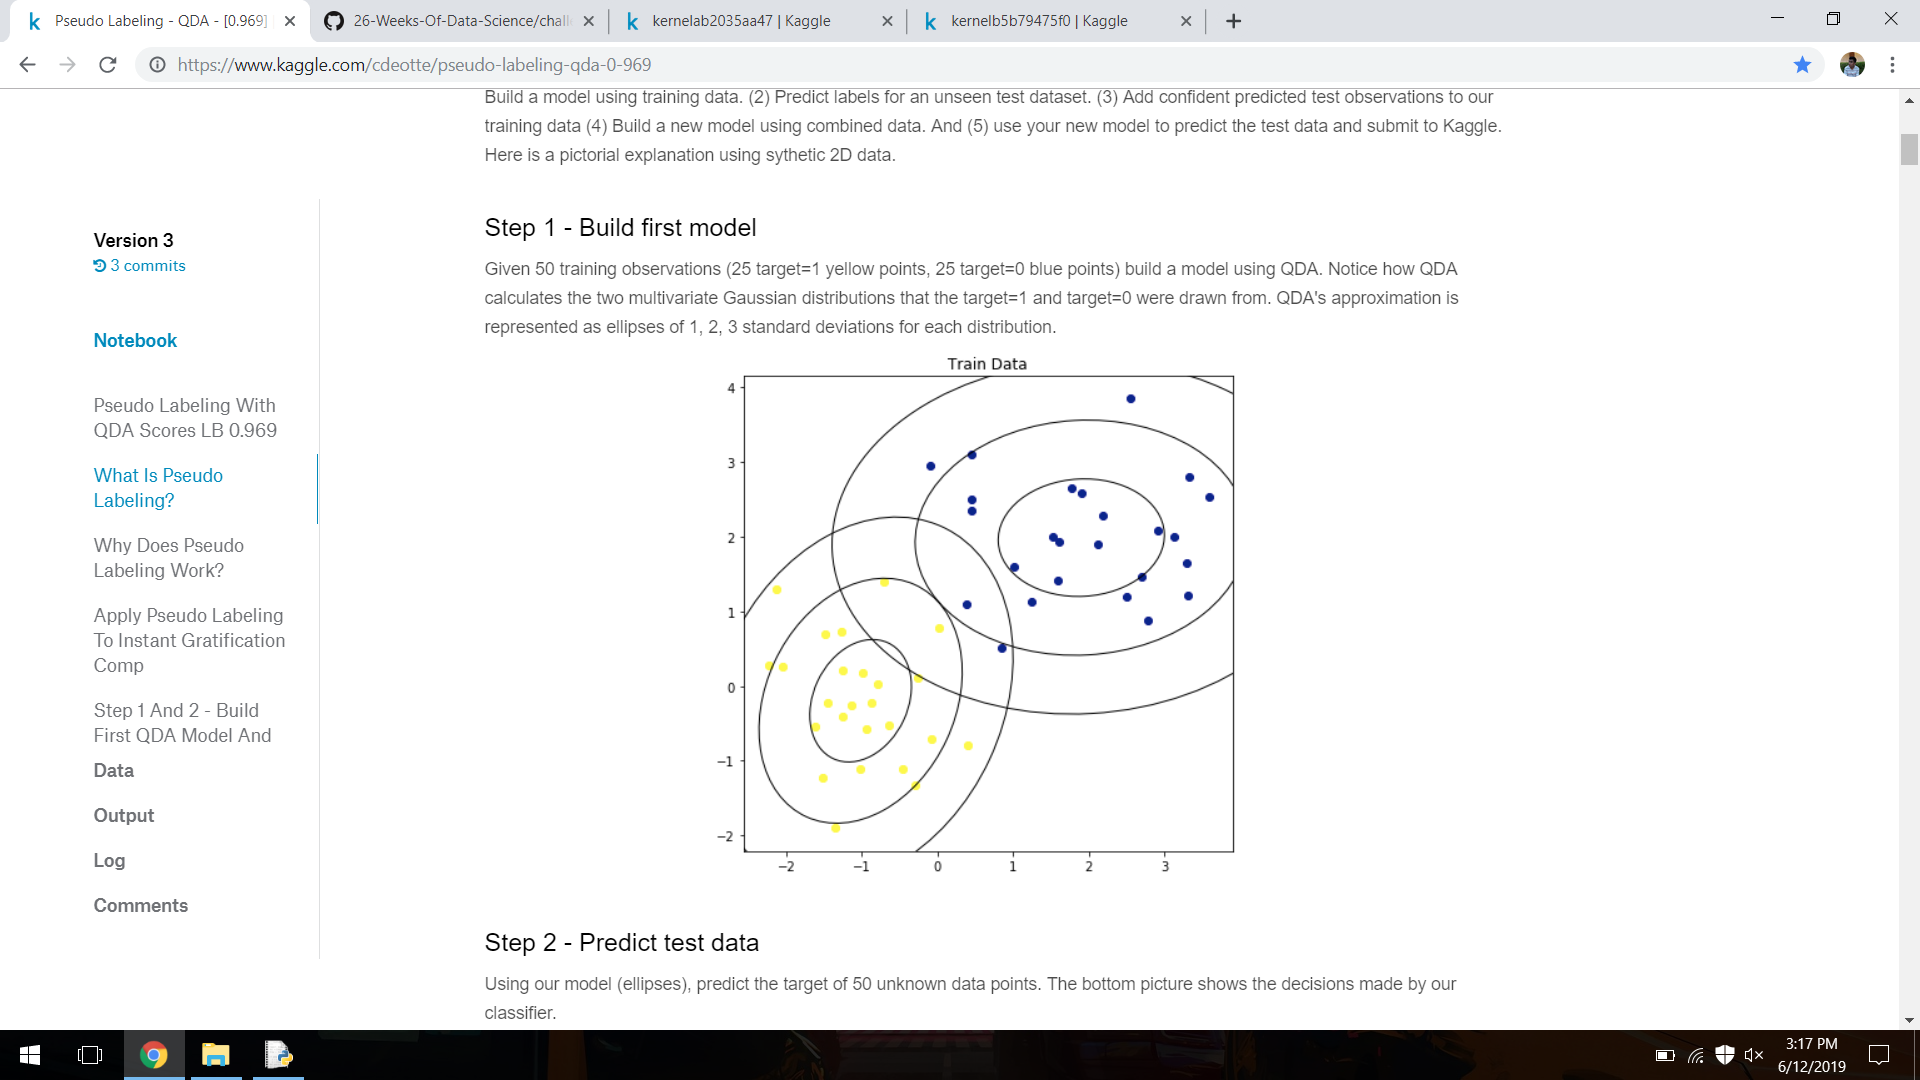 Pseudo Labeling - QDA - [0.969]
26-Weeks-Of-Data-Science/chall
kernelab2035aa47 | Kaggle
kernelb5b79475f0 | Kaggle
https://www.kaggle.com/cdeotte/pseudo-labeling-qda-0-969
Build a model using training data. (2) Predict labels for an unseen test dataset. (3) Add confident predicted test observations to our
training data (4) Build a new model using combined data. And (5) use your new model to predict the test data and submit to Kaggle.
Here is a pictorial explanation using sythetic 2D data.
Version 3
3 commits
Notebook
Pseudo Labeling With
QDA Scores LB 0.969
What Is Pseudo
Labeling?
Why Does Pseudo
Labeling Work?
Apply Pseudo Labeling
To Instant Gratification
Comp
Step 1 And 2 - Build
First QDA Model And
Data
Output
Log
Comments
Step 1 - Build first model
Given 50 training observations (25 target=1 yellow points, 25 target=0 blue points) build a model using QDA. Notice how QDA
calculates the two multivariate Gaussian distributions that the target=1 and target=0 were drawn from. QDA's approximation is
represented as ellipses of 1, 2, 3 standard deviations for each distribution.
Train Data
4
3
2
1
0
−1
−2
−2 −1 0 1 2 3
Step 2 - Predict test data
Using our model (ellipses), predict the target of 50 unknown data points. The bottom picture shows the decisions made by our
classifier.
3:17 PM
6/12/2019